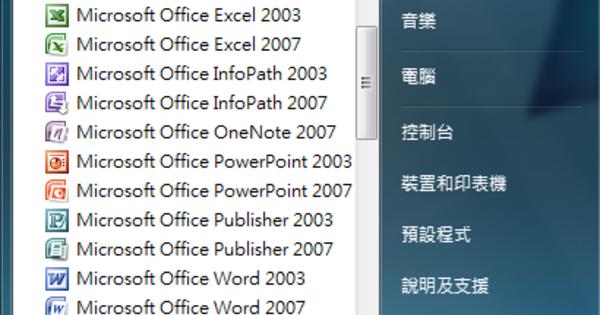 Microsoft Office Excel 2003
Microsoft Office Excel 2007
Microsoft Office InfoPath 2003
Microsoft Office InfoPath 2007
Microsoft Office OneNote 2007
Microsoft Office PowerPoint 2003
Microsoft Office PowerPoint 2007
Microsoft Office Publisher 2003
Microsoft Office Publisher 2007
Microsoft Office Word 2003
Microsoft Office Word 2007
音樂
電腦
控制台
裝置和印表機
預設程式
說明及支援